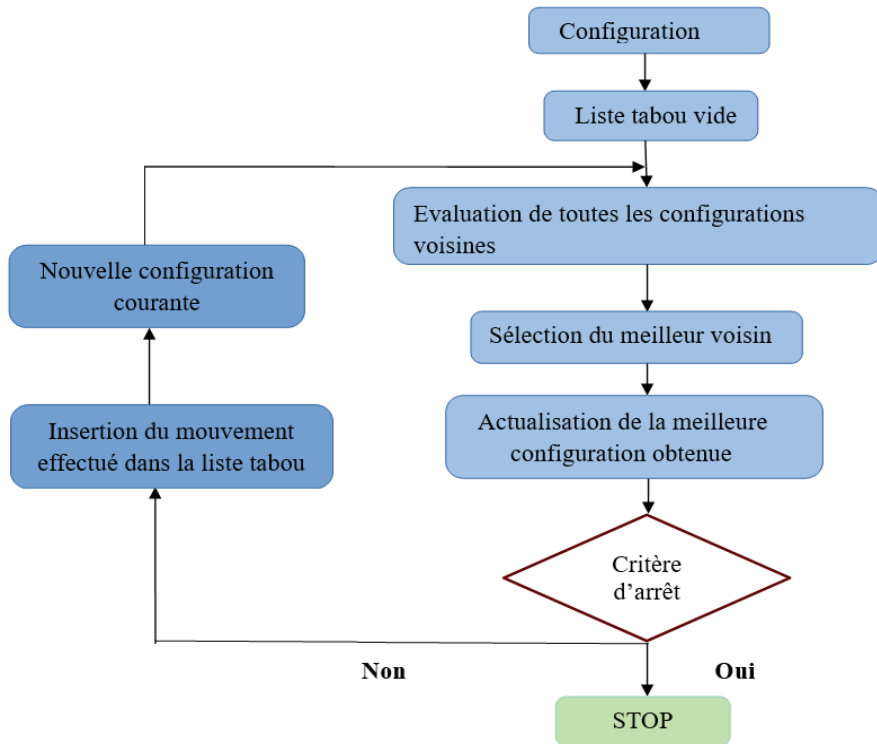 Configuration
Liste tabou vide
Evaluation de toutes les configurations
voisines
Nouvelle configuration
courante
Sélection du meilleur voisin
Insertion du mouvement
effectué dans la liste tabou
Actualisation de la meilleure
configuration obtenue
Critère
d’arrêt
Non
Oui
STOP